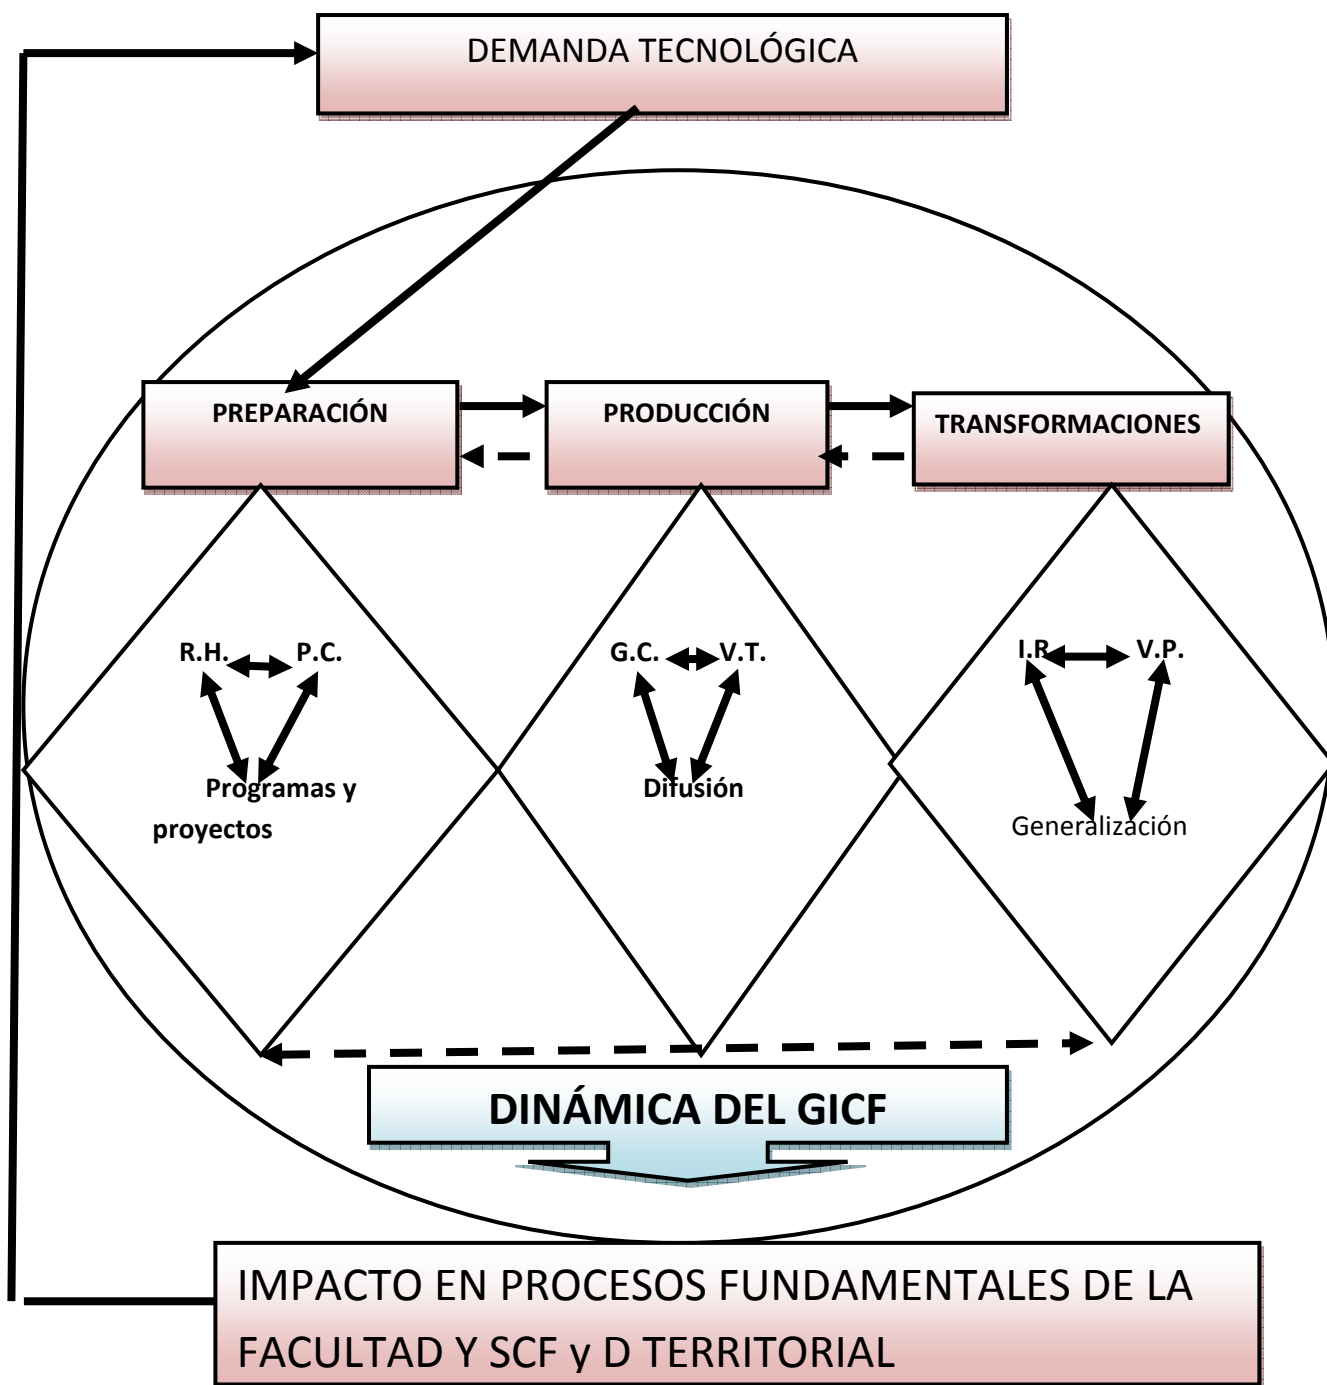 DEMANDA TECNOLÓGICA
PREPARACIÓN
PRODUCCIÓN
TRANSFORMACIONES
R.H.
P.C.
G.C.
V.T.
I.R
V.P.
Programas y
proyectos
Difusión
Generalización
DINÁMICA DEL GICF
IMPACTO EN PROCESOS FUNDAMENTALES DE LA
FACULTAD Y SCF y D TERRITORIAL